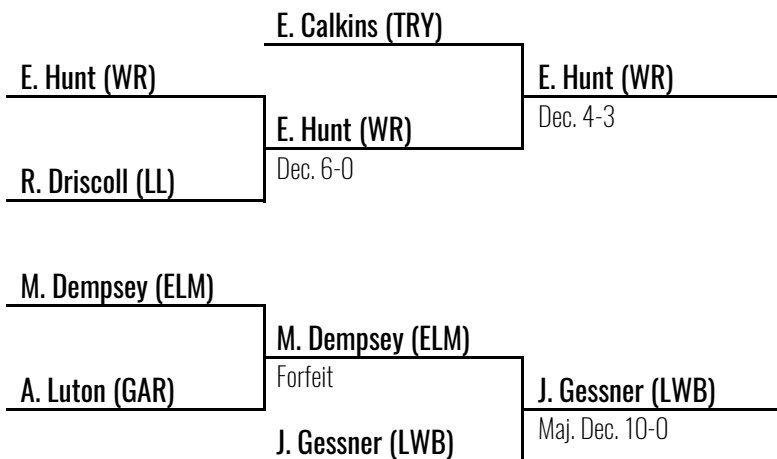 E. Calkins (TRY)
E. Hunt (WR)
E. Hunt (WR)
Dec. 4-3
E. Hunt (WR)
Dec. 6-0
R. Driscoll (LL)
M. Dempsey (ELM)
M. Dempsey (ELM)
Forfeit
A. Luton (GAR)
J. Gessner (LWB)
Maj. Dec. 10-0
J. Gessner (LWB)